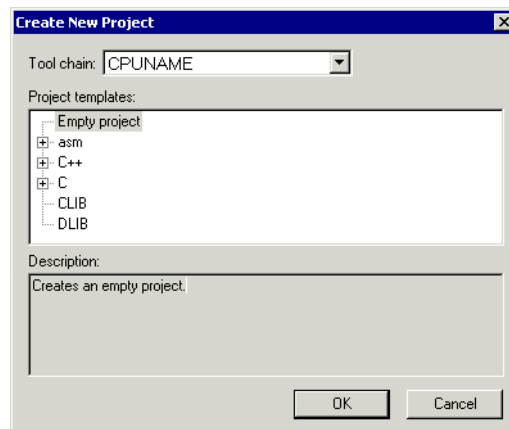 Create New Project
Tool chain: CPUNAME
Project templates:
Empty project
asm
C++
C
CLIB
DLIB
Description:
Creates an empty project.
OK Cancel